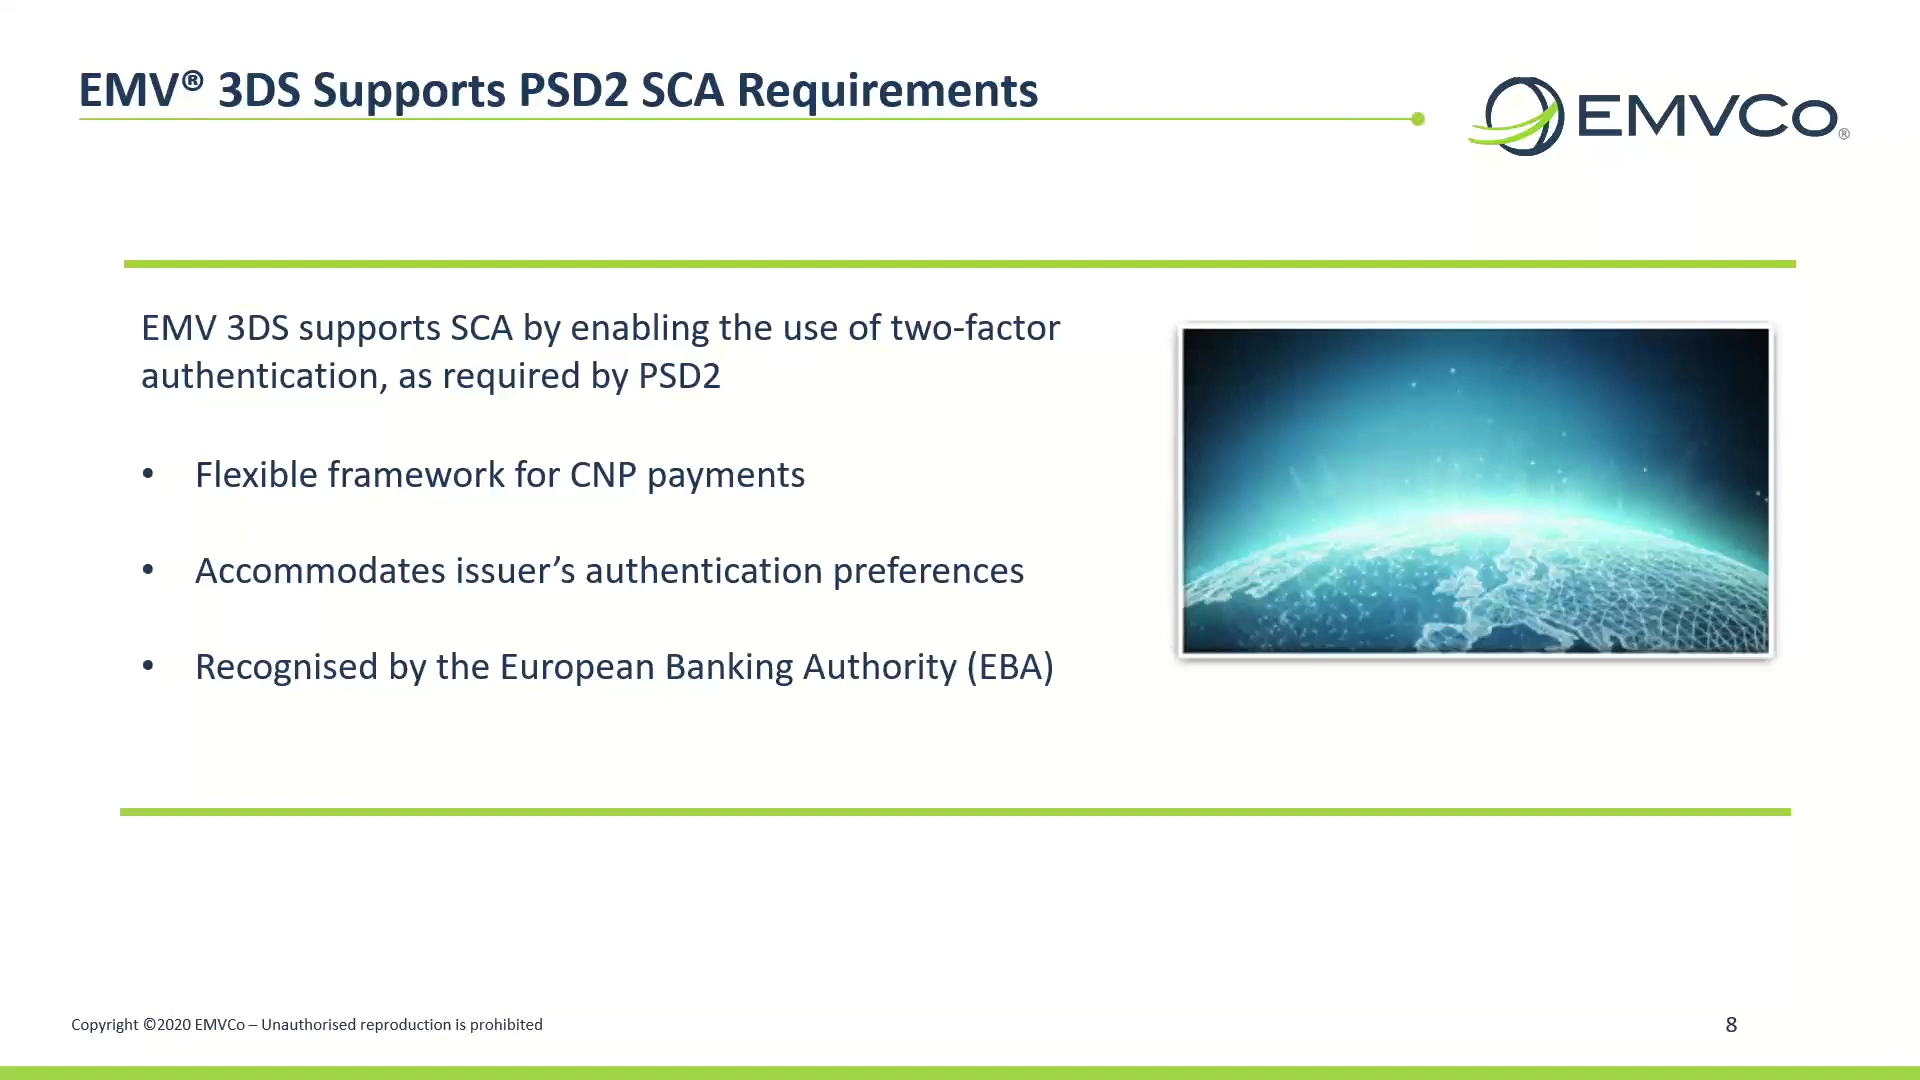 EMV® 3DS Supports PSD2 SCA Requirements
EMVCo®
EMV 3DS supports SCA by enabling the use of two-factor
authentication, as required by PSD2
• Flexible framework for CNP payments
• Accommodates issuer’s authentication preferences
• Recognised by the European Banking Authority (EBA)
Copyright ©2020 EMVCo – Unauthorised reproduction is prohibited
8